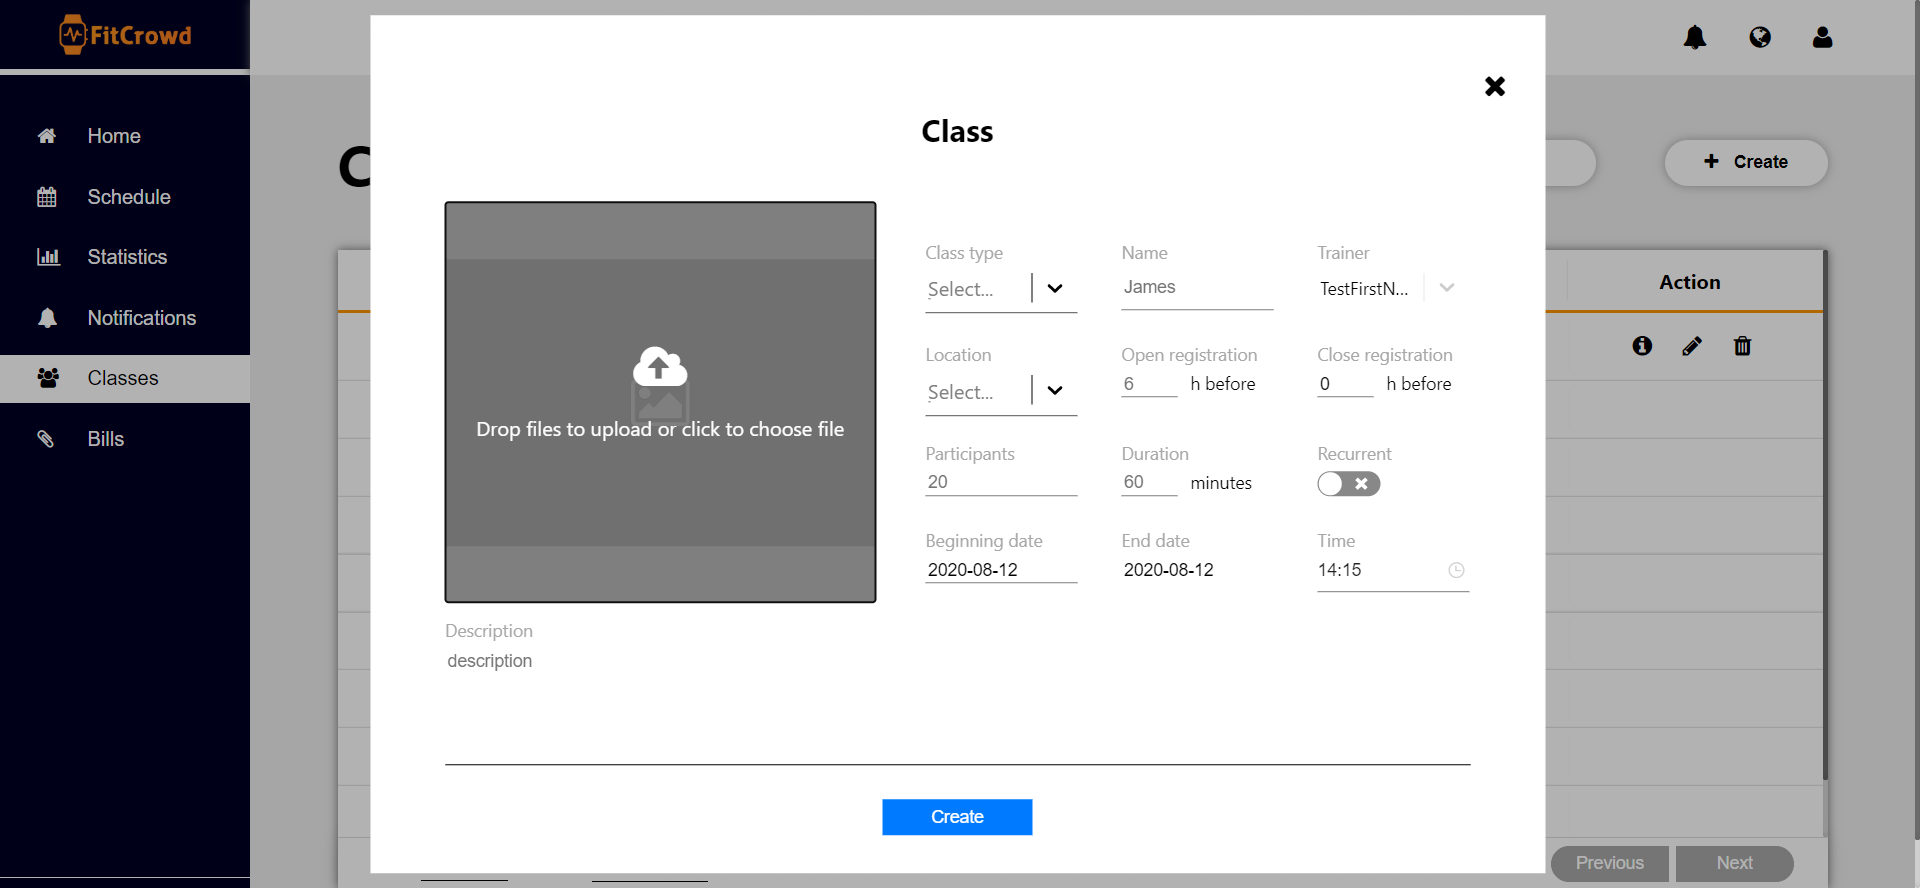 FitCrowd
Home
Schedule
Statistics
Notifications
Classes
Bills
C
Create
Action
Previous
Next
Class
Drop files to upload or click to choose file
Class type
Select...
Name
James
Trainer
TestFirstN...
Location
Select...
Open registration
6 h before
Close registration
0 h before
Participants
20
Duration
60 minutes
Recurrent
Beginning date
2020-08-12
End date
2020-08-12
Time
14:15
Description
description
Create